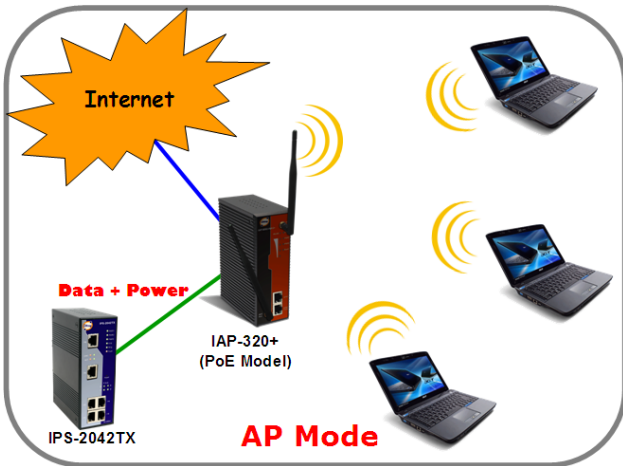 Internet
Data + Power
IAP-320+
(PoE Model)
IPS-2042TX
AP Mode